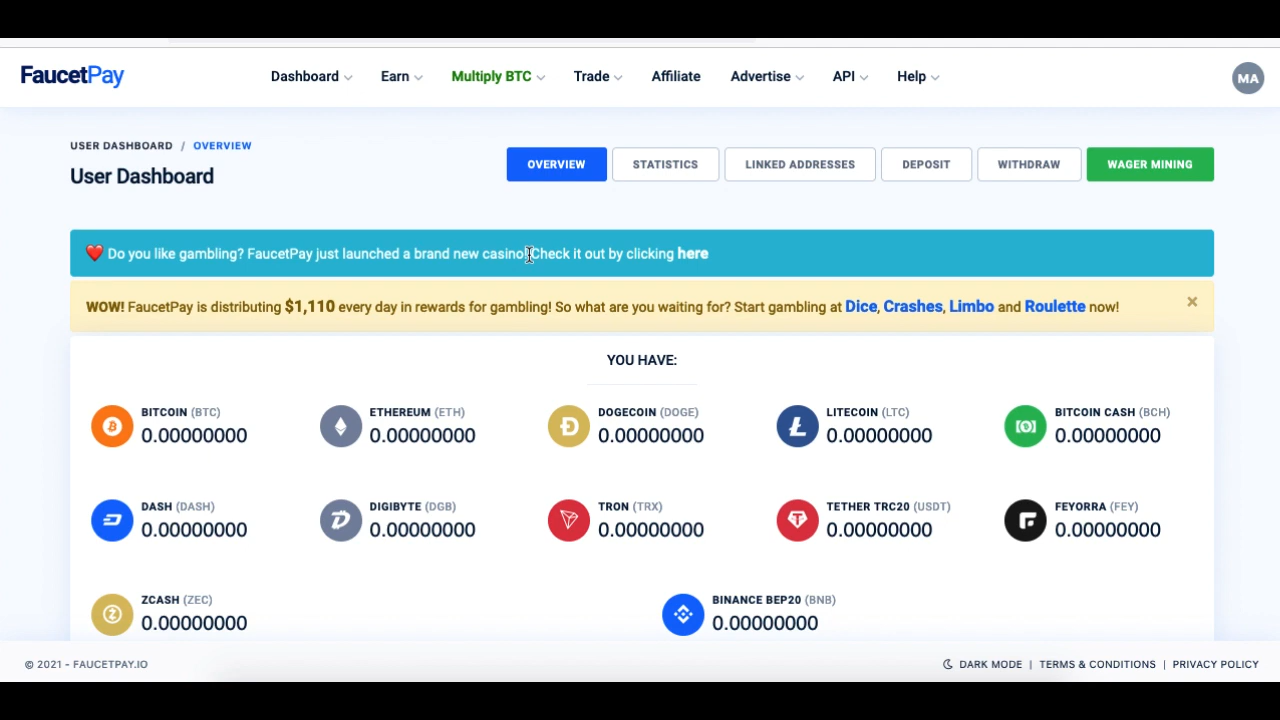 FaucetPay
Dashboard Earn Multiply BTC Trade Affiliate Advertise API Help
MA
USER DASHBOARD / OVERVIEW
User Dashboard
OVERVIEW STATISTICS LINKED ADDRESSES DEPOSIT WITHDRAW WAGER MINING
❤️ Do you like gambling? FaucetPay just launched a brand new casino! Check it out by clicking here
WOW! FaucetPay is distributing $1,110 every day in rewards for gambling! So what are you waiting for? Start gambling at Dice, Crashes, Limbo and Roulette now! ×
YOU HAVE:
BITCOIN (BTC)
0.00000000
ETHEREUM (ETH)
0.00000000
DOGECOIN (DOGE)
0.00000000
LITECOIN (LTC)
0.00000000
BITCOIN CASH (BCH)
0.00000000
DASH (DASH)
0.00000000
DIGIBYTE (DGB)
0.00000000
TRON (TRX)
0.00000000
TETHER TRC20 (USDT)
0.00000000
FEYORRA (FEY)
0.00000000
ZCASH (ZEC)
0.00000000
BINANCE BEP20 (BNB)
0.00000000
© 2021 - FAUCETPAY.IO
DARK MODE | TERMS & CONDITIONS | PRIVACY POLICY